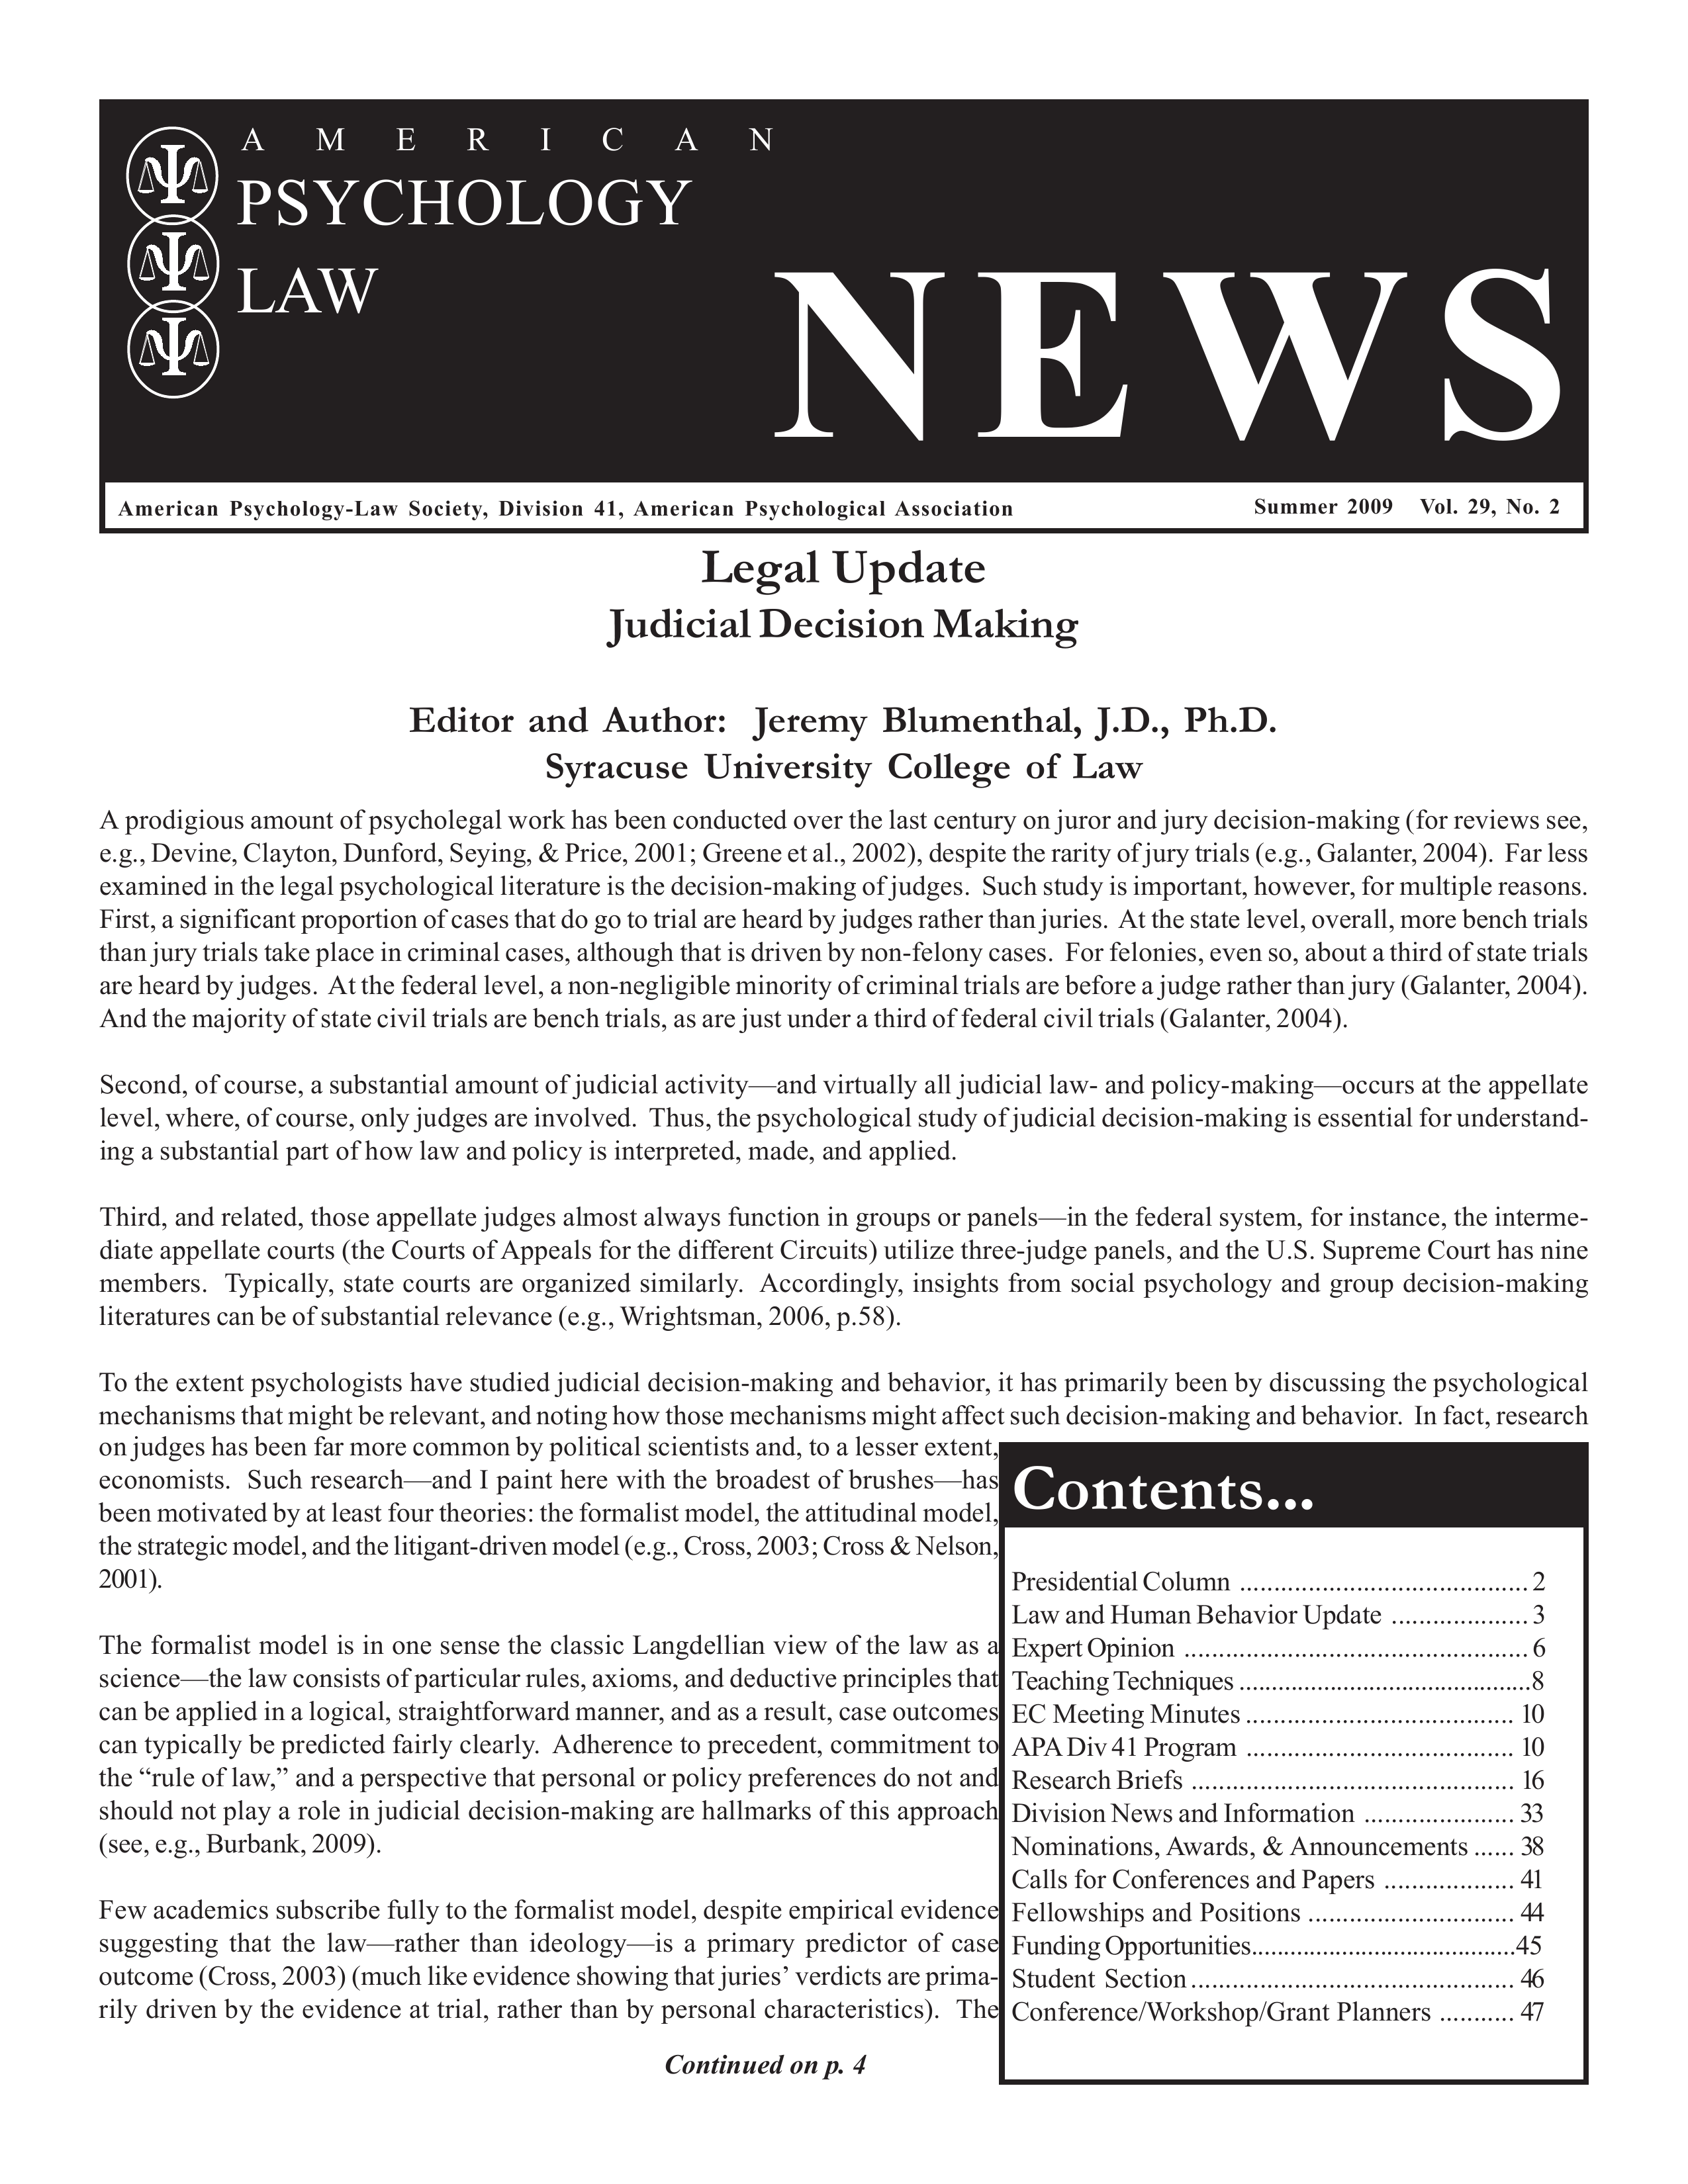 A M E R I C A N
PSYCHOLOGY
LAW
NEWS
American Psychology-Law Society, Division 41, American Psychological Association
Summer 2009 Vol. 29, No. 2
Legal Update
Judicial Decision Making
Editor and Author: Jeremy Blumenthal, J.D., Ph.D.
Syracuse University College of Law
A prodigious amount of psycholegal work has been conducted over the last century on juror and jury decision-making (for reviews see,
e.g., Devine, Clayton, Dunford, Seying, & Price, 2001; Greene et al., 2002), despite the rarity of jury trials (e.g., Galanter, 2004). Far less
examined in the legal psychological literature is the decision-making of judges. Such study is important, however, for multiple reasons.
First, a significant proportion of cases that do go to trial are heard by judges rather than juries. At the state level, overall, more bench trials
than jury trials take place in criminal cases, although that is driven by non-felony cases. For felonies, even so, about a third of state trials
are heard by judges. At the federal level, a non-negligible minority of criminal trials are before a judge rather than jury (Galanter, 2004).
And the majority of state civil trials are bench trials, as are just under a third of federal civil trials (Galanter, 2004).
Second, of course, a substantial amount of judicial activity—and virtually all judicial law- and policy-making—occurs at the appellate
level, where, of course, only judges are involved. Thus, the psychological study of judicial decision-making is essential for understand-
ing a substantial part of how law and policy is interpreted, made, and applied.
Third, and related, those appellate judges almost always function in groups or panels—in the federal system, for instance, the interme-
diate appellate courts (the Courts of Appeals for the different Circuits) utilize three-judge panels, and the U.S. Supreme Court has nine
members. Typically, state courts are organized similarly. Accordingly, insights from social psychology and group decision-making
literatures can be of substantial relevance (e.g., Wrightsman, 2006, p.58).
To the extent psychologists have studied judicial decision-making and behavior, it has primarily been by discussing the psychological
mechanisms that might be relevant, and noting how those mechanisms might affect such decision-making and behavior. In fact, research
on judges has been far more common by political scientists and, to a lesser extent,
economists. Such research—and I paint here with the broadest of brushes—has
been motivated by at least four theories: the formalist model, the attitudinal model,
the strategic model, and the litigant-driven model (e.g., Cross, 2003; Cross & Nelson,
2001).
The formalist model is in one sense the classic Langdellian view of the law as a
science—the law consists of particular rules, axioms, and deductive principles that
can be applied in a logical, straightforward manner, and as a result, case outcomes
can typically be predicted fairly clearly. Adherence to precedent, commitment to
the “rule of law,” and a perspective that personal or policy preferences do not and
should not play a role in judicial decision-making are hallmarks of this approach
(see, e.g., Burbank, 2009).
Few academics subscribe fully to the formalist model, despite empirical evidence
suggesting that the law—rather than ideology—is a primary predictor of case
outcome (Cross, 2003) (much like evidence showing that juries’ verdicts are prima-
rily driven by the evidence at trial, rather than by personal characteristics). The
Continued on p. 4
Contents...
Presidential Column .......................................... 2
Law and Human Behavior Update .................... 3
Expert Opinion .................................................. 6
Teaching Techniques ..........................................8
EC Meeting Minutes ....................................... 10
APA Div 41 Program ....................................... 10
Research Briefs ............................................... 16
Division News and Information ...................... 33
Nominations, Awards, & Announcements ...... 38
Calls for Conferences and Papers ................... 41
Fellowships and Positions .............................. 44
Funding Opportunities......................................45
Student Section ............................................... 46
Conference/Workshop/Grant Planners ........... 47